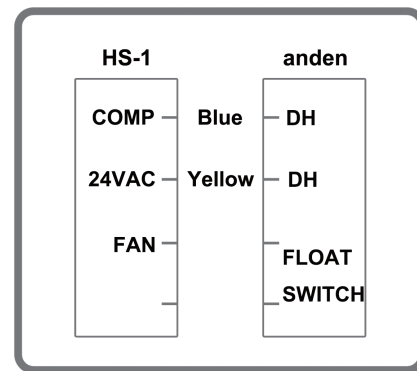 HS-1 anden
COMP Blue DH
24VAC Yellow DH
FAN
FLOAT
SWITCH